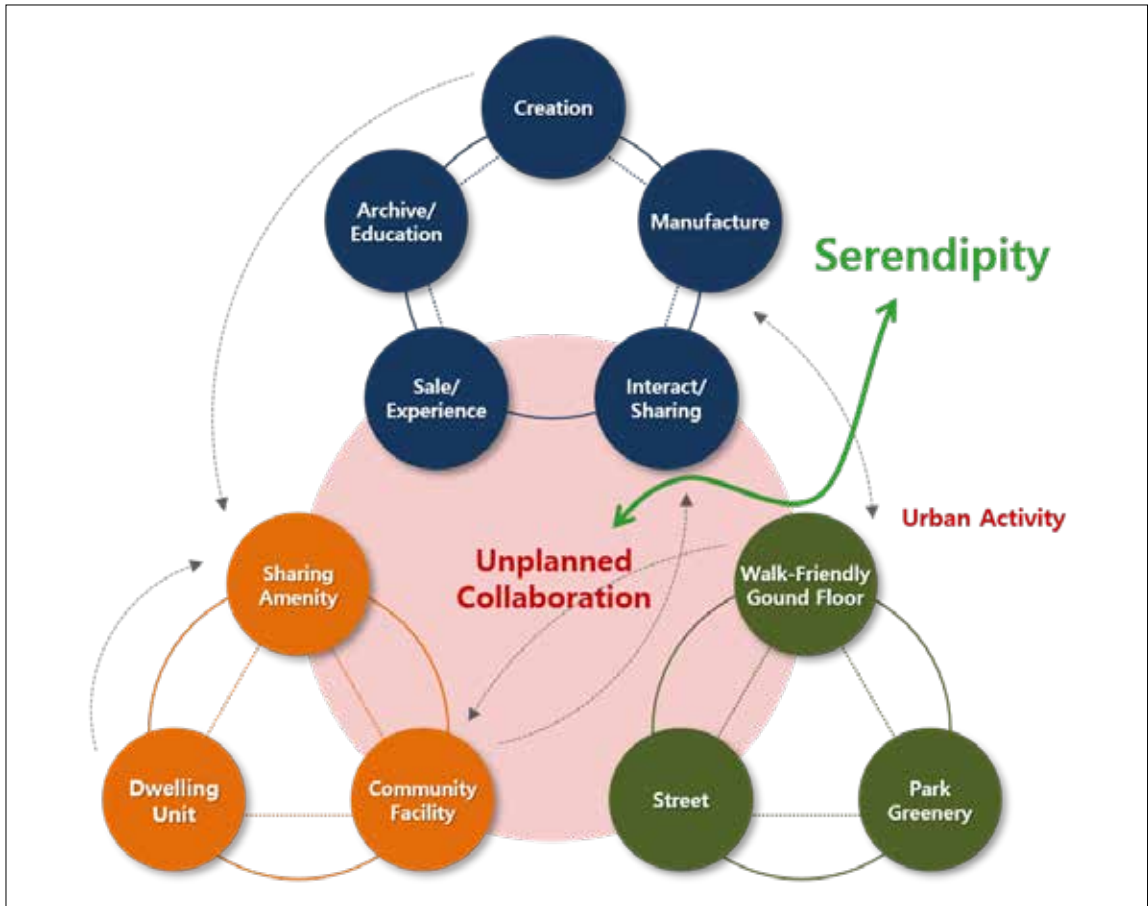 Creation
Archive/
Education
Manufacture
Serendipity
Sale/
Experience
Interact/
Sharing
Urban Activity
Unplanned
Collaboration
Sharing
Amenity
Walk-Friendly
Gound Floor
Dwelling
Unit
Community
Facility
Street
Park
Greenery